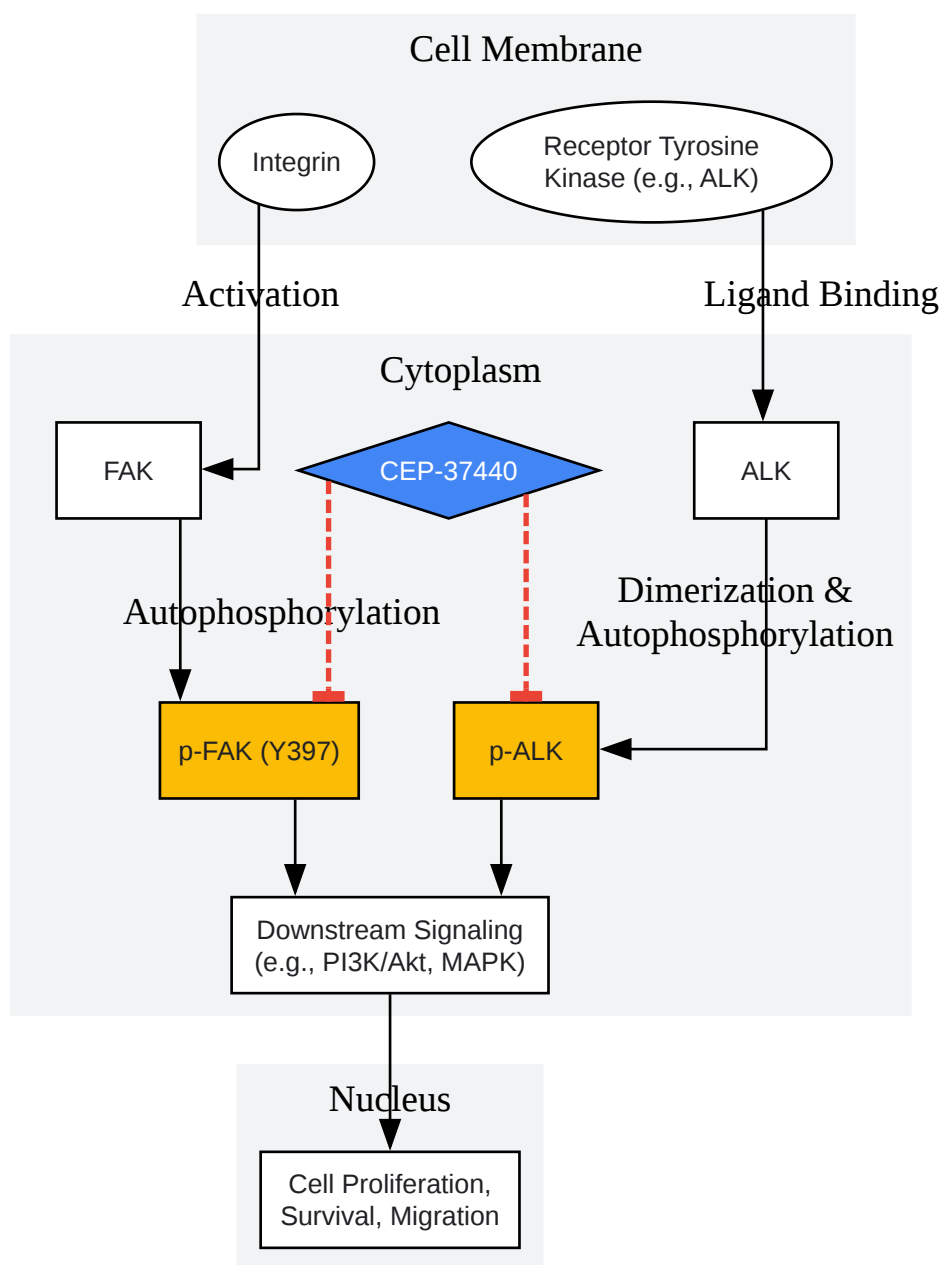 Cell Membrane
Integrin
Receptor Tyrosine
Kinase (e.g., ALK)
Activation
Ligand Binding
Cytoplasm
FAK
CEP-37440
ALK
Autophosphorylation
Dimerization &
Autophosphorylation
p-FAK (Y397)
p-ALK
Downstream Signaling
(e.g., PI3K/Akt, MAPK)
Nucleus
Cell Proliferation,
Survival, Migration